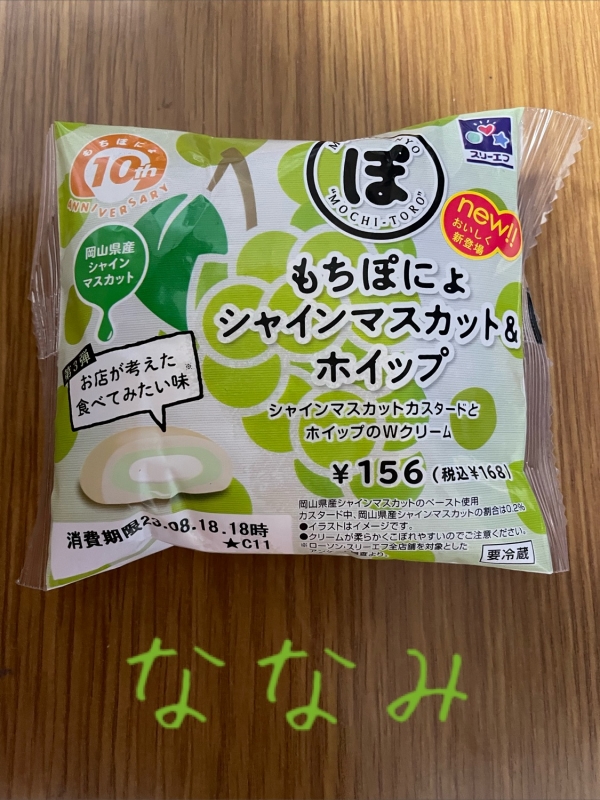 もちぽにょ
10th
ANNIVERSARY
ぽ
"MOCHI-TORO"
スリーエフ
new!!
おいしく
新登場
岡山県産
シャイン
マスカット
もちぽにょ
シャインマスカット&
ホイップ
第3弾
お店が考えた
食べてみたい味※
シャインマスカットカスタードと
ホイップのWクリーム
¥156(税込¥168)
岡山県産シャインマスカットのペースト使用
カスタード中、岡山県産シャインマスカットの割合は0.2%
●イラストはイメージです。
●クリームが柔らかくこぼれやすいのでご注意ください。
※ローソン・スリーエフ全店舗を対象とした
要冷蔵
消費期限23.08.18.18時
★C11
ななみ